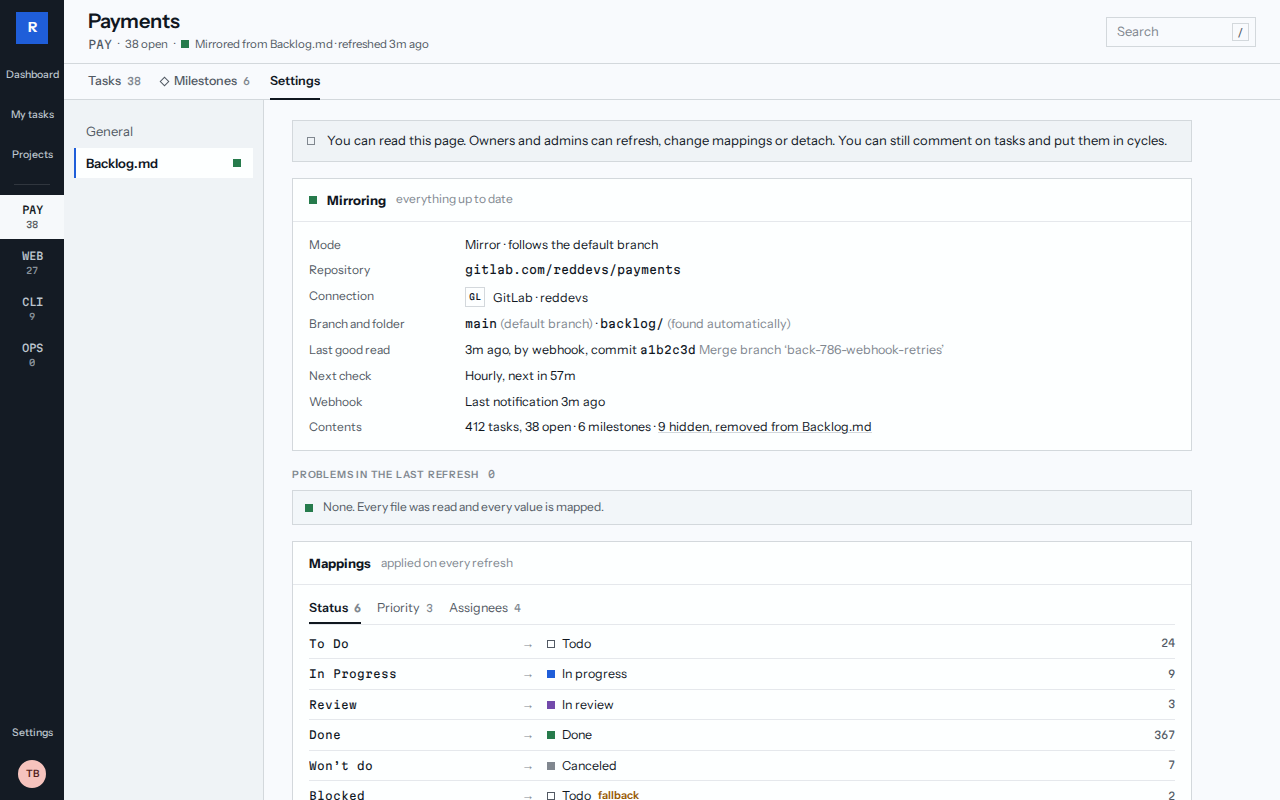 R
Payments
PAY · 38 open · Mirrored from Backlog.md · refreshed 3m ago
Search /
Dashboard
My tasks
Projects
PAY
38
WEB
27
CLI
9
OPS
0
Settings
TB
Tasks 38 Milestones 6 Settings
General
Backlog.md
You can read this page. Owners and admins can refresh, change mappings or detach. You can still comment on tasks and put them in cycles.
Mirroring everything up to date
Mode Mirror · follows the default branch
Repository gitlab.com/reddevs/payments
Connection GL GitLab · reddevs
Branch and folder main (default branch) · backlog/ (found automatically)
Last good read 3m ago, by webhook, commit a1b2c3d Merge branch ‘back-786-webhook-retries’
Next check Hourly, next in 57m
Webhook Last notification 3m ago
Contents 412 tasks, 38 open · 6 milestones · 9 hidden, removed from Backlog.md
PROBLEMS IN THE LAST REFRESH 0
None. Every file was read and every value is mapped.
Mappings applied on every refresh
Status 6 Priority 3 Assignees 4
To Do → Todo 24
In Progress → In progress 9
Review → In review 3
Done → Done 367
Won't do → Canceled 7
Blocked → Todo fallback 2